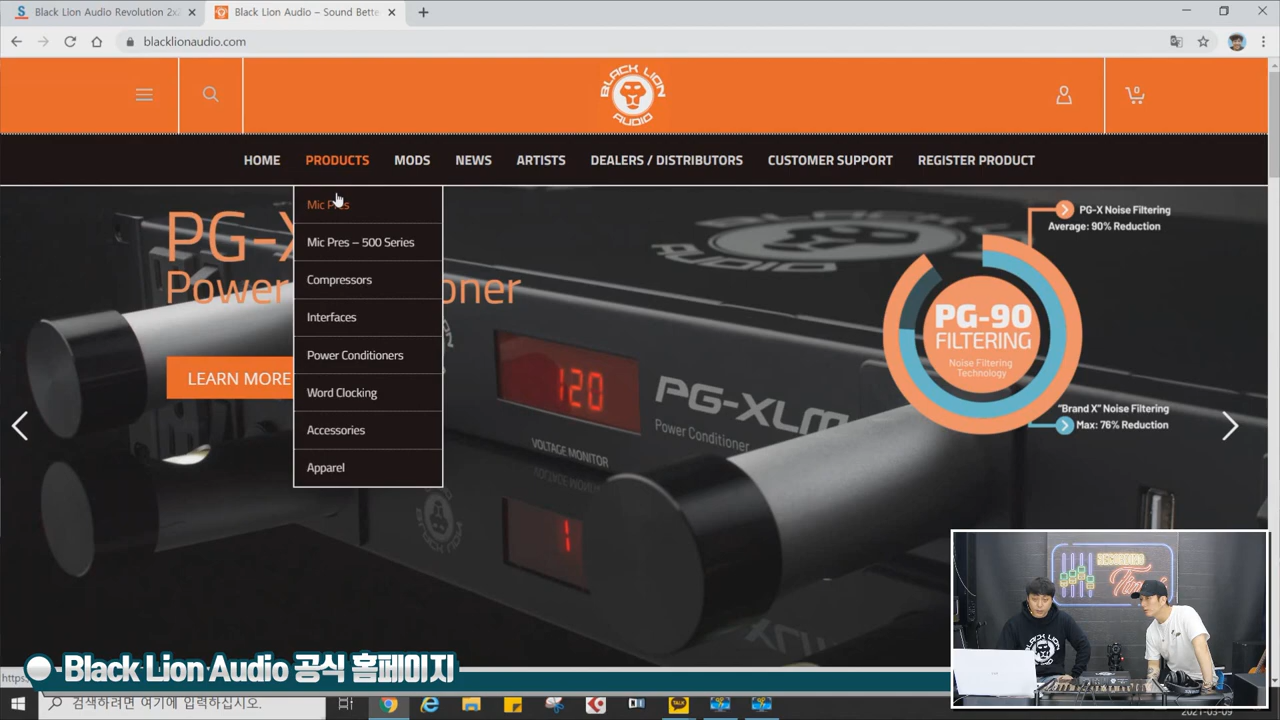 Black Lion Audio Revolution 2x
Black Lion Audio – Sound Bette
blacklionaudio.com
BLACK LION
AUDIO
0
HOME PRODUCTS MODS NEWS ARTISTS DEALERS / DISTRIBUTORS CUSTOMER SUPPORT REGISTER PRODUCT
Mic Pres
Mic Pres – 500 Series
Compressors
Interfaces
Power Conditioners
Word Clocking
Accessories
Apparel
PG-X
Power
oner
LEARN MORE
PG-X Noise Filtering
Average: 90% Reduction
PG-90
FILTERING
Noise Filtering
Technology
"Brand X" Noise Filtering
Max: 76% Reduction
120
VOLTAGE MONITOR
PG-XLM
Power Conditioner
1
RECORDING
Time
Black Lion Audio 공식 홈페이지
https:
검색하려면 여기에 입력하십시오.
TALK
2021-03-09